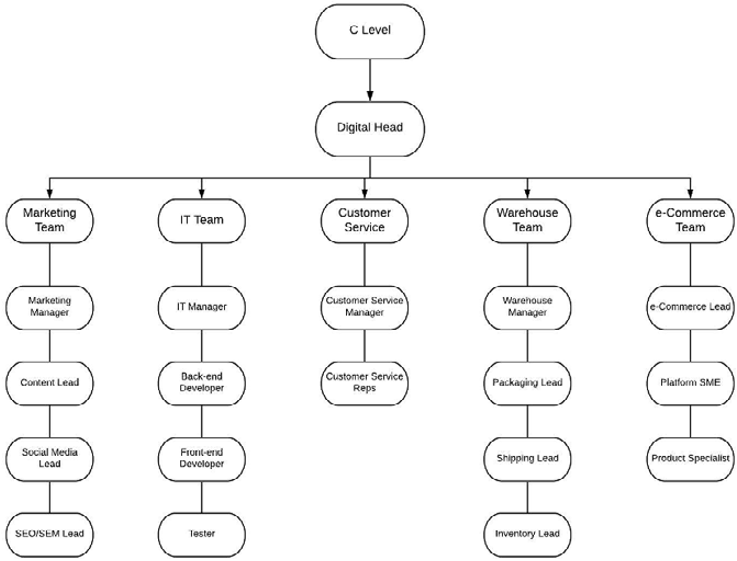 C Level
Digital Head
Marketing
Team
IT Team
Customer
Service
Warehouse
Team
e-Commerce
Team
Marketing
Manager
IT Manager
Customer Service
Manager
Warehouse
Manager
e-Commerce Lead
Content Lead
Back-end
Developer
Customer Service
Reps
Packaging Lead
Platform SME
Social Media
Lead
Front-end
Developer
Shipping Lead
Product Specialist
SEO/SEM Lead
Tester
Inventory Lead